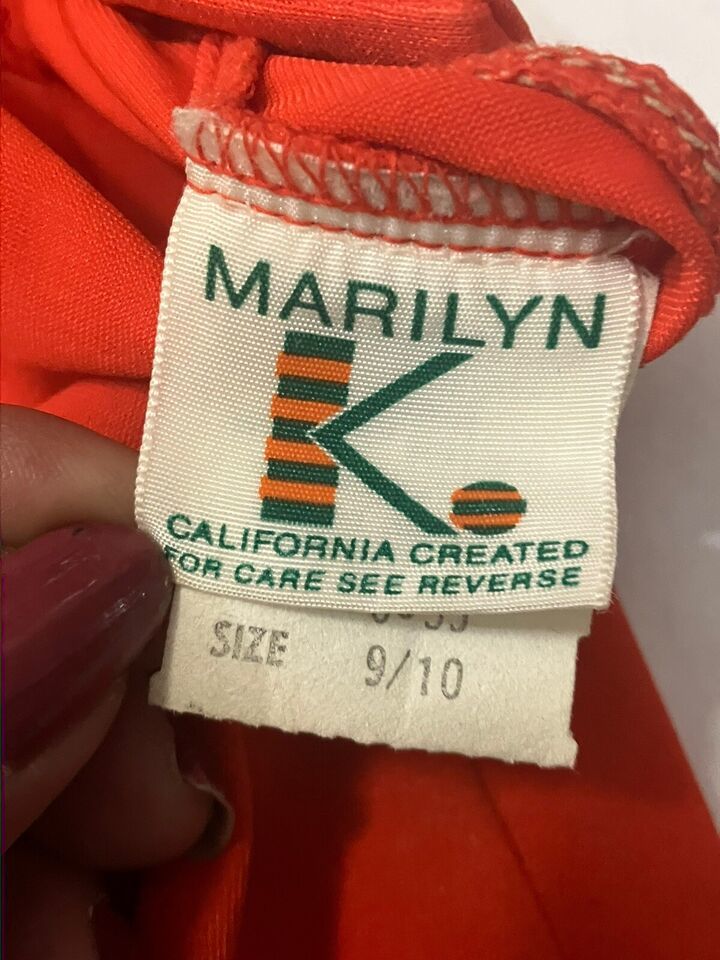 MARILYN
K.
CALIFORNIA CREATED
FOR CARE SEE REVERSE
SIZE 9/10